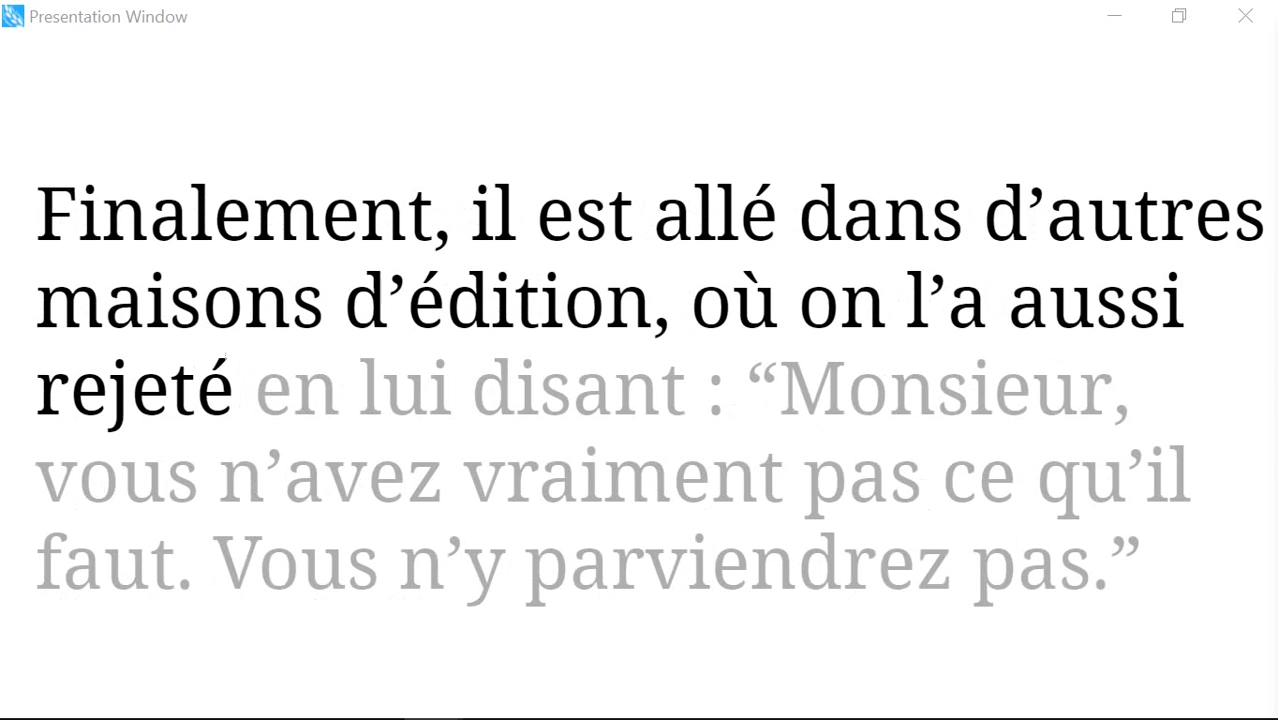 Presentation Window
Finalement, il est allé dans d’autres
maisons d’édition, où on l’a aussi
rejeté en lui disant : “Monsieur,
vous n’avez vraiment pas ce qu’il
faut. Vous n’y parviendrez pas.”